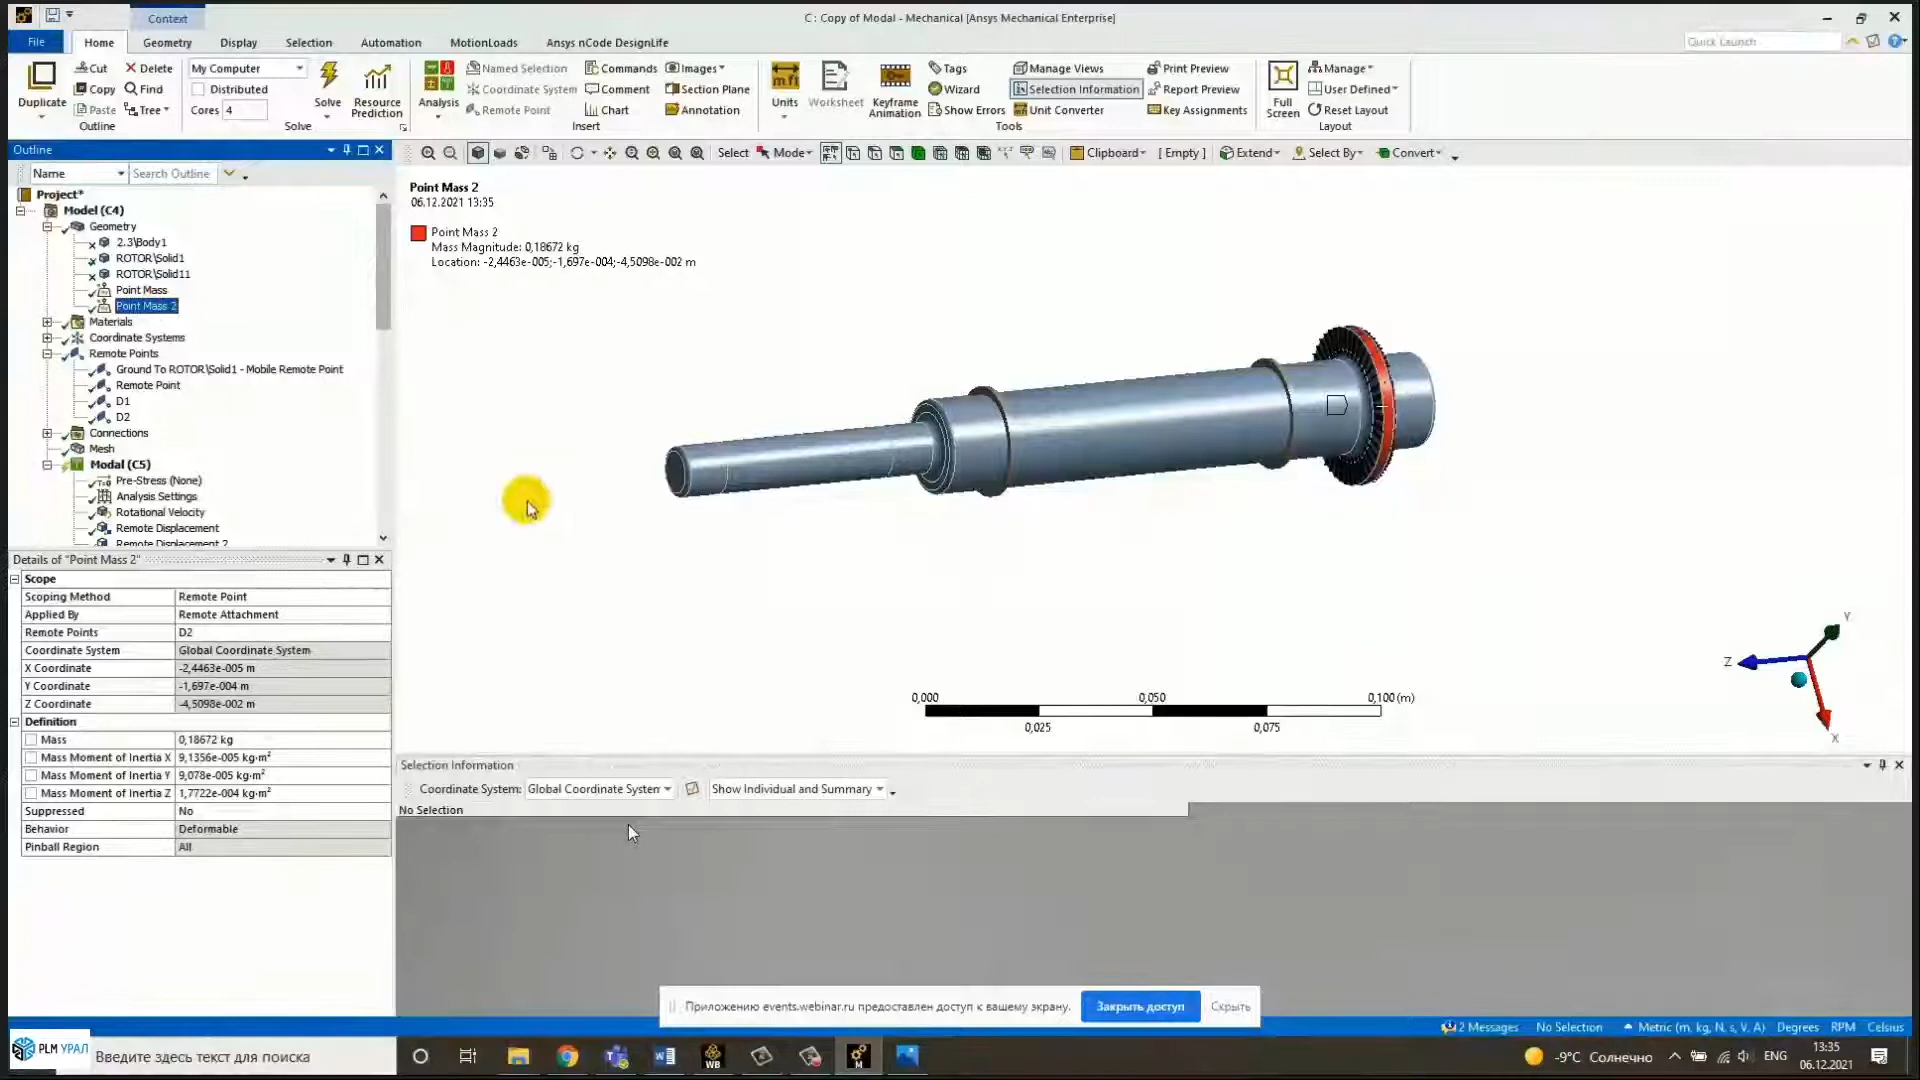 Context
C : Copy of Modal - Mechanical [Ansys Mechanical Enterprise]
File Home Geometry Display Selection Automation MotionLoads Ansys nCode DesignLife
Quick Launch
Duplicate
Cut
Copy
Paste
Delete
Find
Tree
Outline
My Computer
Distributed
Cores 4
Solve
Resource Prediction
Solve
Analysis
Named Selection
Coordinate System
Remote Point
Commands
Comment
Chart
Images
Section Plane
Annotation
Insert
Units
Worksheet
Keyframe Animation
Tags
Wizard
Show Errors
Manage Views
Selection Information
Unit Converter
Print Preview
Report Preview
Key Assignments
Tools
Full Screen
Manage
User Defined
Reset Layout
Layout
Outline
Name
Search Outline
Select Mode Clipboard [ Empty ] Extend Select By Convert
Project*
Model (C4)
Geometry
2.3\Body1
ROTOR\Solid1
ROTOR\Solid11
Point Mass
Point Mass 2
Materials
Coordinate Systems
Remote Points
Ground To ROTOR\Solid1 - Mobile Remote Point
Remote Point
D1
D2
Connections
Mesh
Modal (C5)
Pre-Stress (None)
Analysis Settings
Rotational Velocity
Remote Displacement
Remote Displacement 2
Point Mass 2
06.12.2021 13:35
Point Mass 2
Mass Magnitude: 0,18672 kg
Location: -2,4463e-005;-1,697e-004;-4,5098e-002 m
Y
Z
X
0,000 0,050 0,100 (m)
0,025 0,075
Details of "Point Mass 2"
Scope
Scoping Method Remote Point
Applied By Remote Attachment
Remote Points D2
Coordinate System Global Coordinate System
X Coordinate -2,4463e-005 m
Y Coordinate -1,697e-004 m
Z Coordinate -4,5098e-002 m
Definition
Mass 0,18672 kg
Mass Moment of Inertia X 9,1356e-005 kg·m²
Mass Moment of Inertia Y 9,078e-005 kg·m²
Mass Moment of Inertia Z 1,7722e-004 kg·m²
Suppressed No
Behavior Deformable
Pinball Region All
Selection Information
Coordinate System: Global Coordinate System Show Individual and Summary
No Selection
Приложению events.webinar.ru предоставлен доступ к вашему экрану. Закрыть доступ Скрыть
2 Messages No Selection Metric (m, kg, N, s, V, A) Degrees RPM Celsius
PLM УРАЛ
Введите здесь текст для поиска
WB
M
-9°C Солнечно
ENG
13:35
06.12.2021